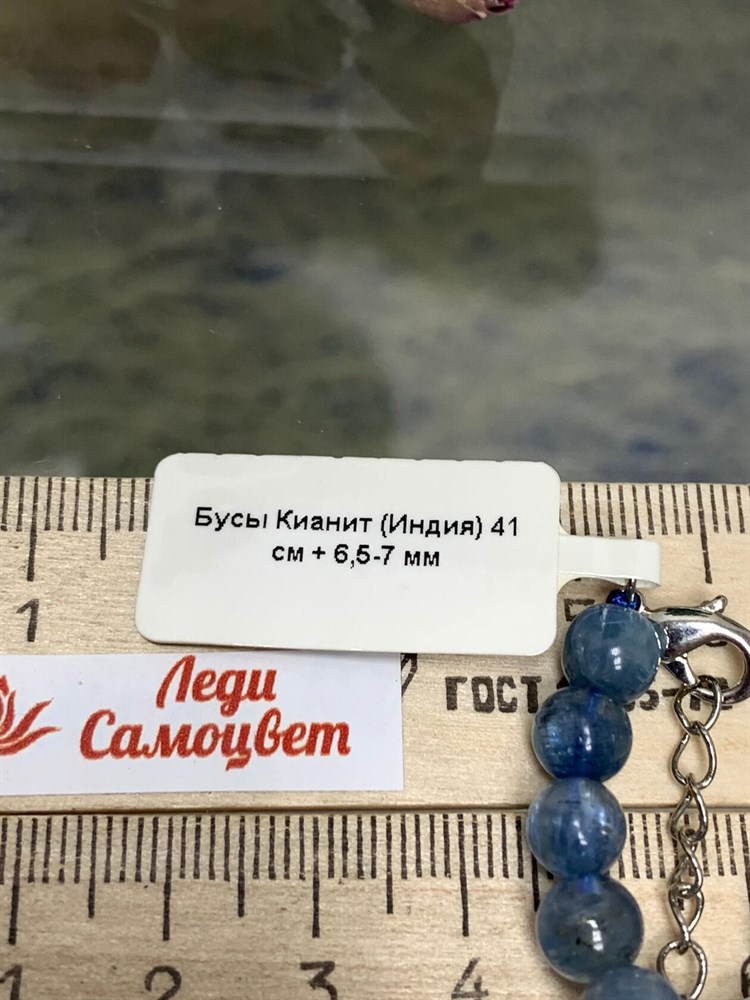 Бусы Кианит (Индия) 41
см + 6,5-7 мм
1
Леди
Самоцвет
ГОСТ
1 2 3 4